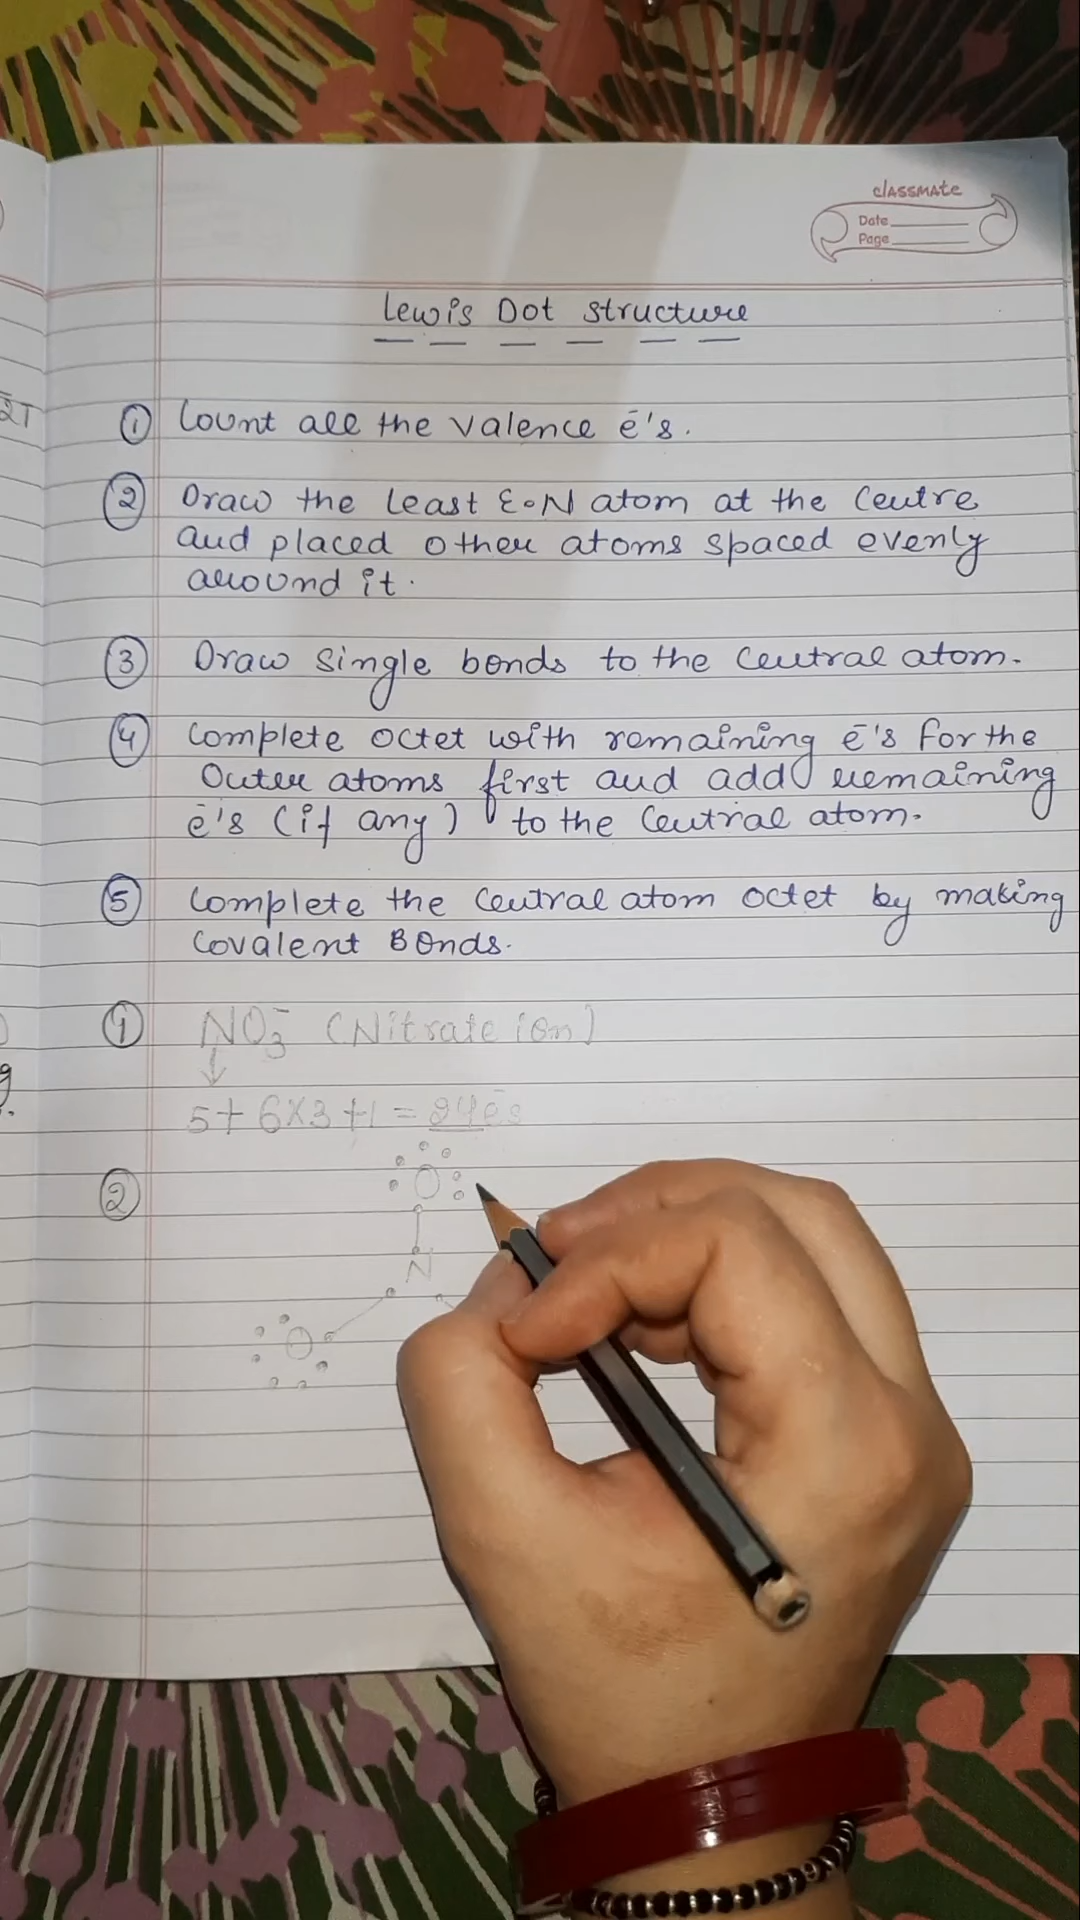 classmate
Date
Page
Lewis Dot structure
2T
① Count all the valence ē's.
② Draw the least E.N atom at the Centre
and placed other atoms spaced evenly
around it.
③ Draw single bonds to the central atom.
④ Complete octet with remaining ē's for the
Outer atoms first and add remaining
ē's (if any) to the Central atom.
⑤ Complete the central atom octet by making
Covalent Bonds.
① NO₃⁻ (Nitrate ion)
↓
g
5+ 6×3 +1 = 24ēs
②
O
N
O